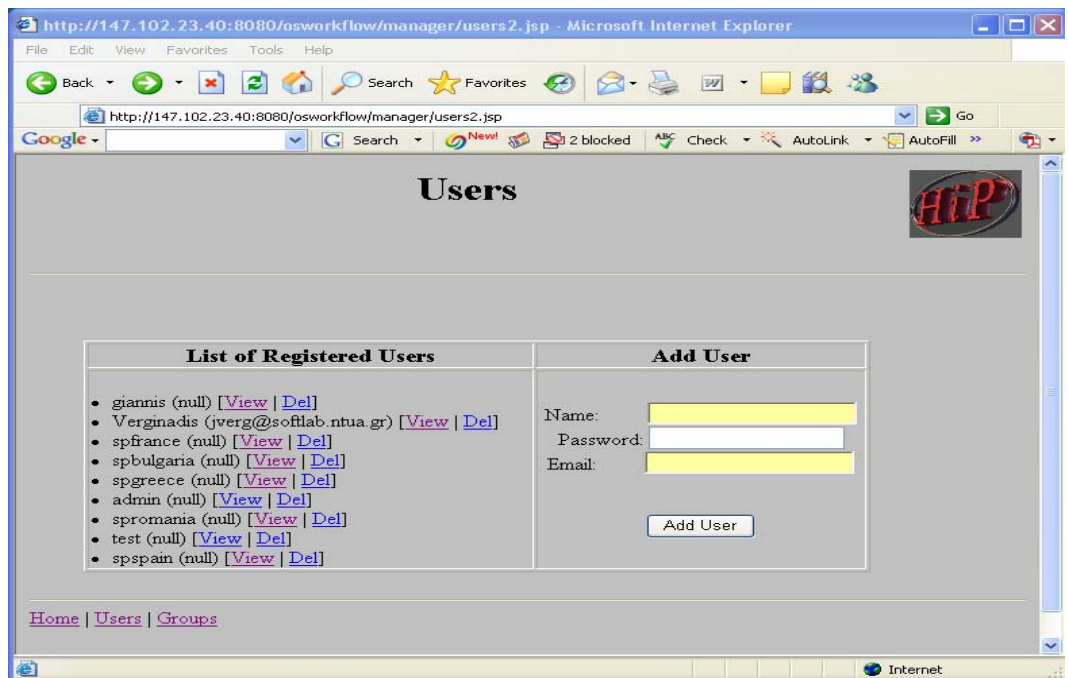 http://147.102.23.40:8080/osworkflow/manager/users2.jsp - Microsoft Internet Explorer
File Edit View Favorites Tools Help
Back Search Favorites
http://147.102.23.40:8080/osworkflow/manager/users2.jsp Go
Google Search New! 2 blocked ABC Check AutoLink AutoFill
Users
HiP
List of Registered Users
giannis (null) [View | Del]
Verginadis (jverg@softlab.ntua.gr) [View | Del]
spfrance (null) [View | Del]
spbulgaria (null) [View | Del]
spgreece (null) [View | Del]
admin (null) [View | Del]
spromania (null) [View | Del]
test (null) [View | Del]
spspain (null) [View | Del]
Add User
Name:
Password:
Email:
Add User
Home | Users | Groups
Internet